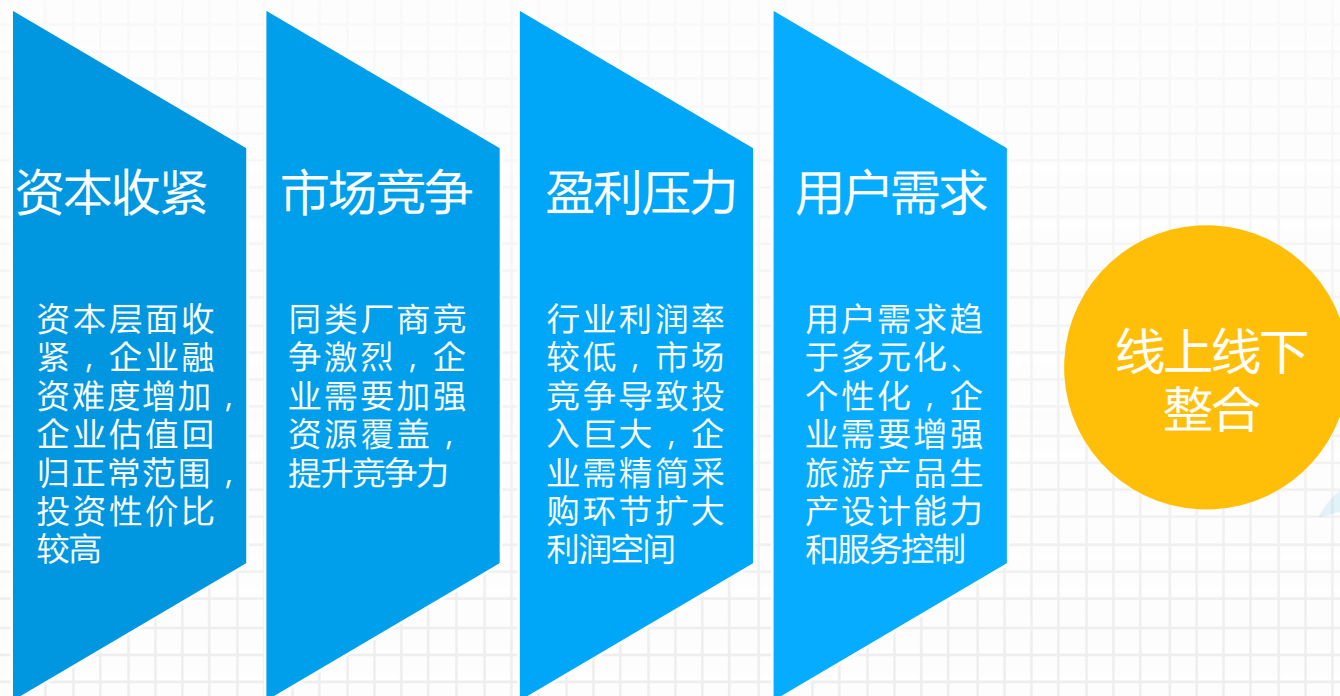 资本收紧
资本层面收
紧，企业融
资难度增加，
企业估值回
归正常范围，
投资性价比
较高
市场竞争
同类厂商竞
争激烈，企
业需要加强
资源覆盖，
提升竞争力
盈利压力
行业利润率
较低，市场
竞争导致投
入巨大，企
业需精简采
购环节扩大
利润空间
用户需求
用户需求趋
于多元化、
个性化，企
业需要增强
旅游产品生
产设计能力
和服务控制
线上线下
整合